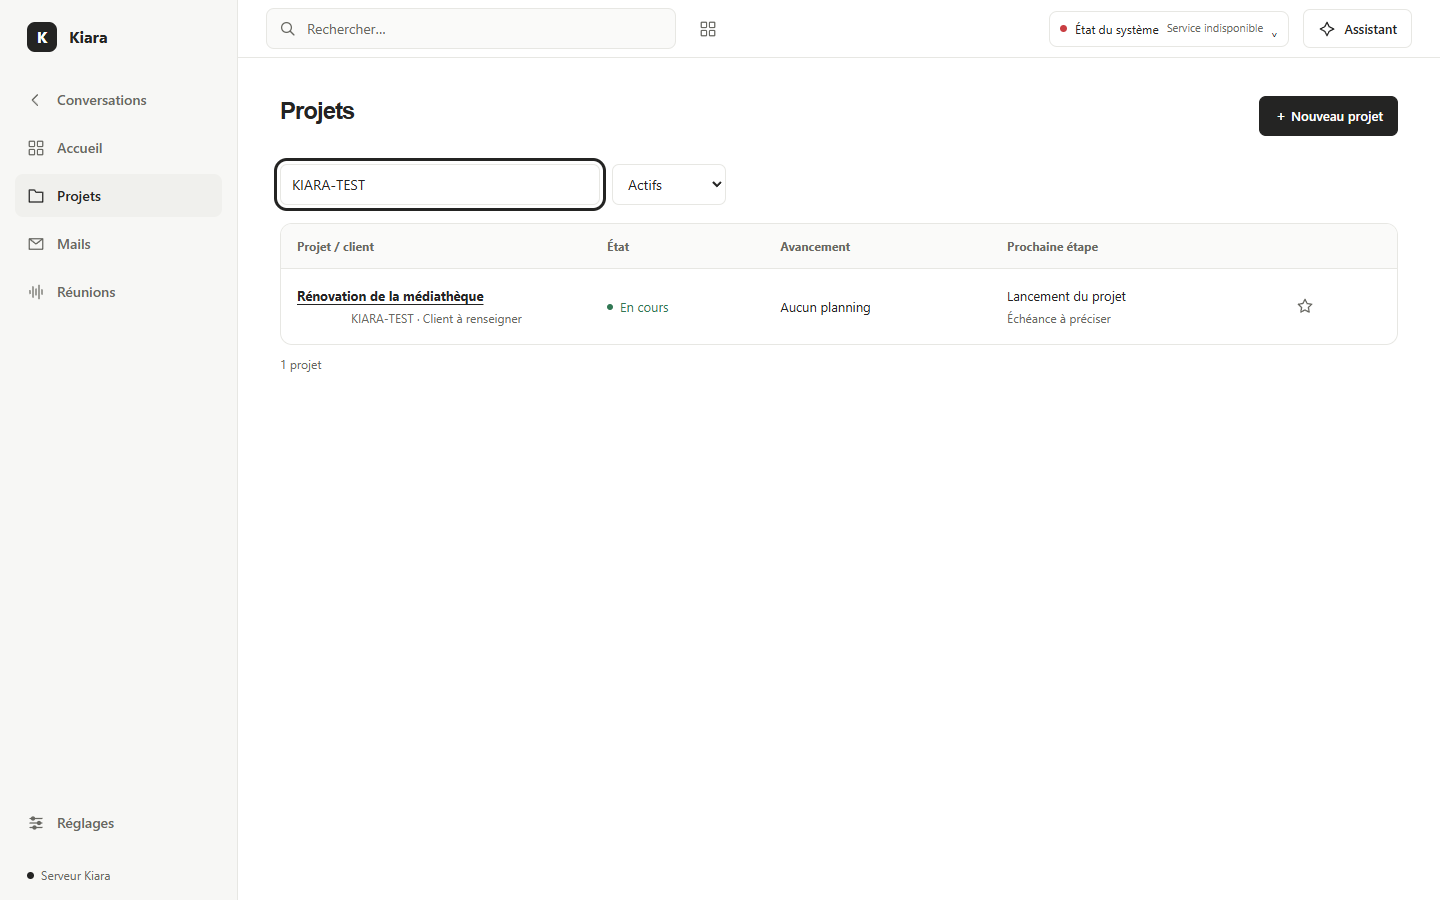 K Kiara
Rechercher...
État du système Service indisponible
Assistant
Conversations
Accueil
Projets
Mails
Réunions
Réglages
Serveur Kiara
Projets
+ Nouveau projet
KIARA-TEST
Actifs
Projet / client État Avancement Prochaine étape
Rénovation de la médiathèque
KIARA-TEST · Client à renseigner
En cours
Aucun planning
Lancement du projet
Échéance à préciser
1 projet